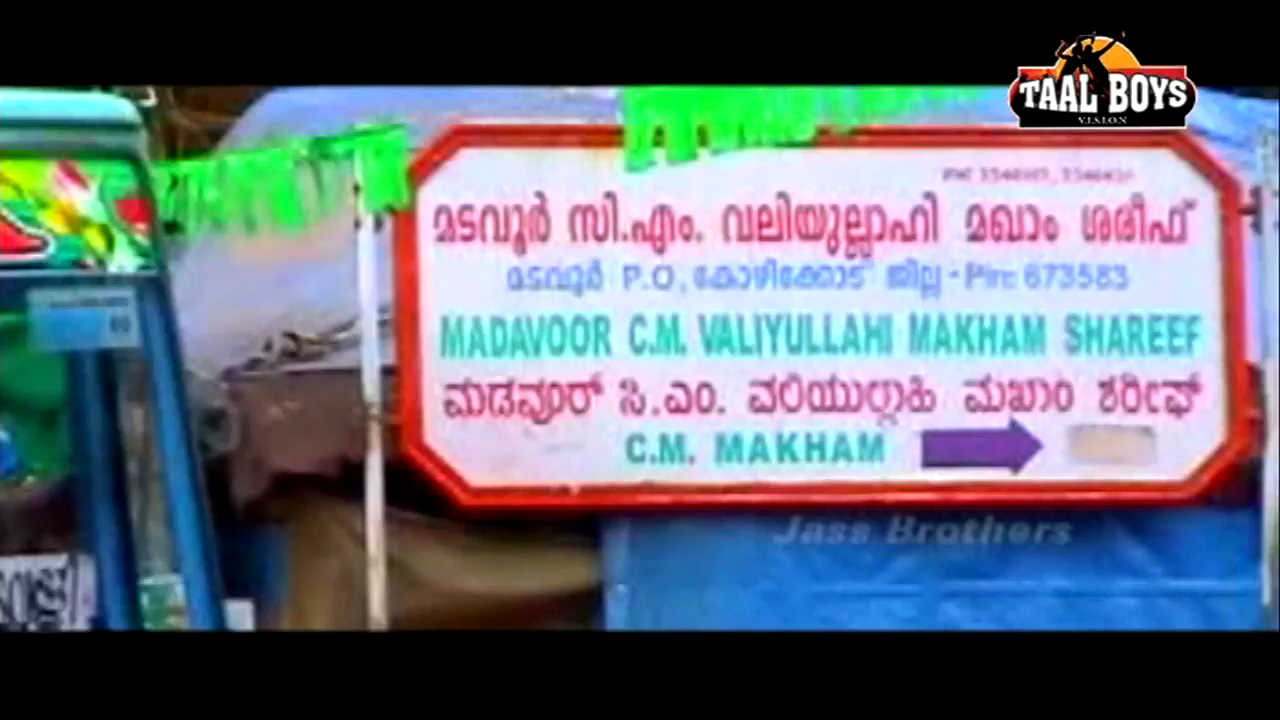 TAAL BOYS
V.I.S.I.O.N
മടവൂർ സി.എം. വലിയുല്ലാഹി മഖാം ശരീഫ്
മടവൂർ P.O, കോഴിക്കോട് ജില്ല - Pin: 673583
MADAVOOR C.M. VALIYULLAHI MAKHAM SHAREEF
ಮಡವೂರ್ ಸಿ.ಎಂ. ವಲಿಯುಲ್ಲಾಹಿ ಮಖಾಂ ಶರೀಫ್
C.M. MAKHAM
Jass Brothers